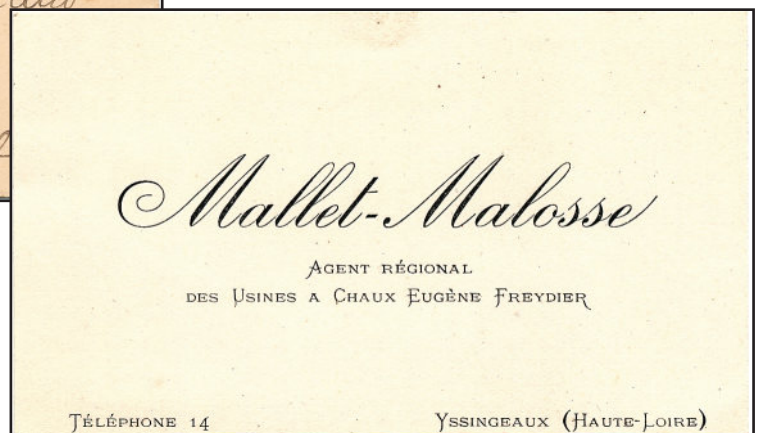 Mallet-Malosse
Agent régional
des Usines a Chaux Eugène Freydier
Téléphone 14
Yssingeaux (Haute-Loire)